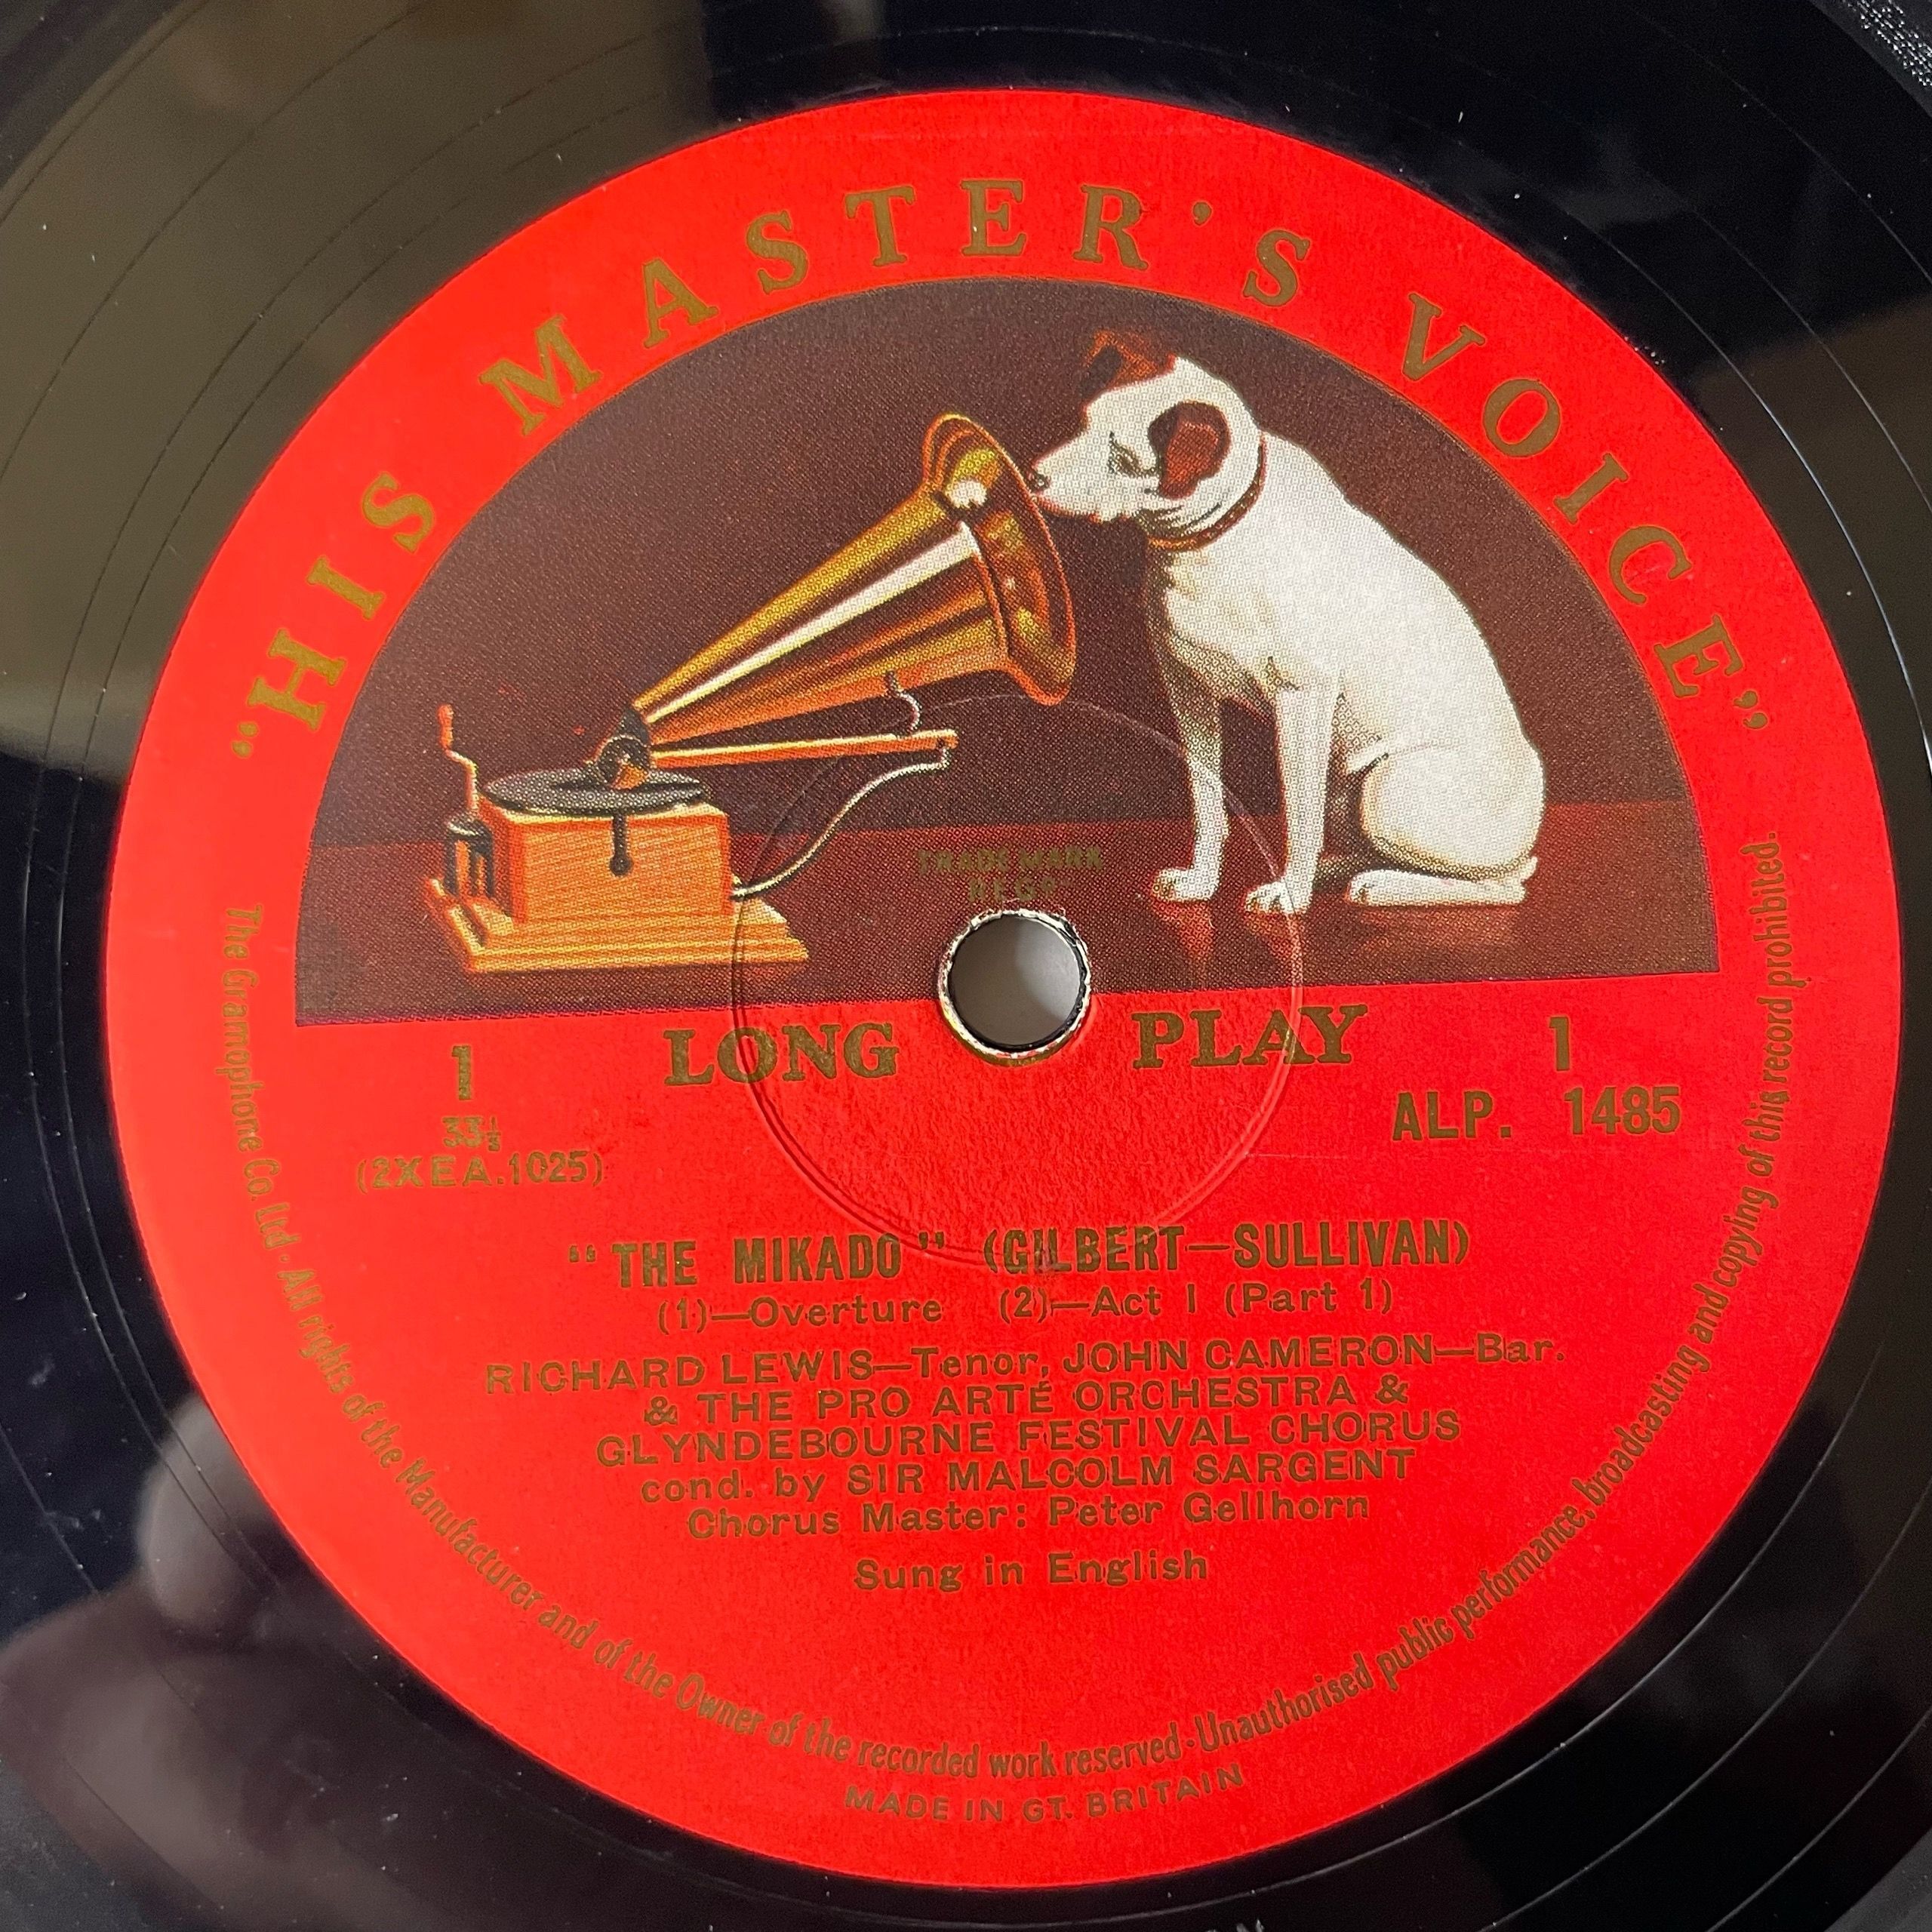 "HIS MASTER'S VOICE"
TRADE MARK
REGD
LONG PLAY
1
33⅓
(2XEA.1025)
1
ALP. 1485
"THE MIKADO" (GILBERT—SULLIVAN)
(1)—Overture (2)—Act I (Part 1)
RICHARD LEWIS—Tenor, JOHN CAMERON—Bar.
& THE PRO ARTÉ ORCHESTRA &
GLYNDEBOURNE FESTIVAL CHORUS
cond. by SIR MALCOLM SARGENT
Chorus Master: Peter Gellhorn
Sung in English
The Gramophone Co. Ltd · All rights of the Manufacturer and of the Owner of the recorded work reserved · Unauthorised public performance, broadcasting and copying of this record prohibited.
MADE IN GT. BRITAIN